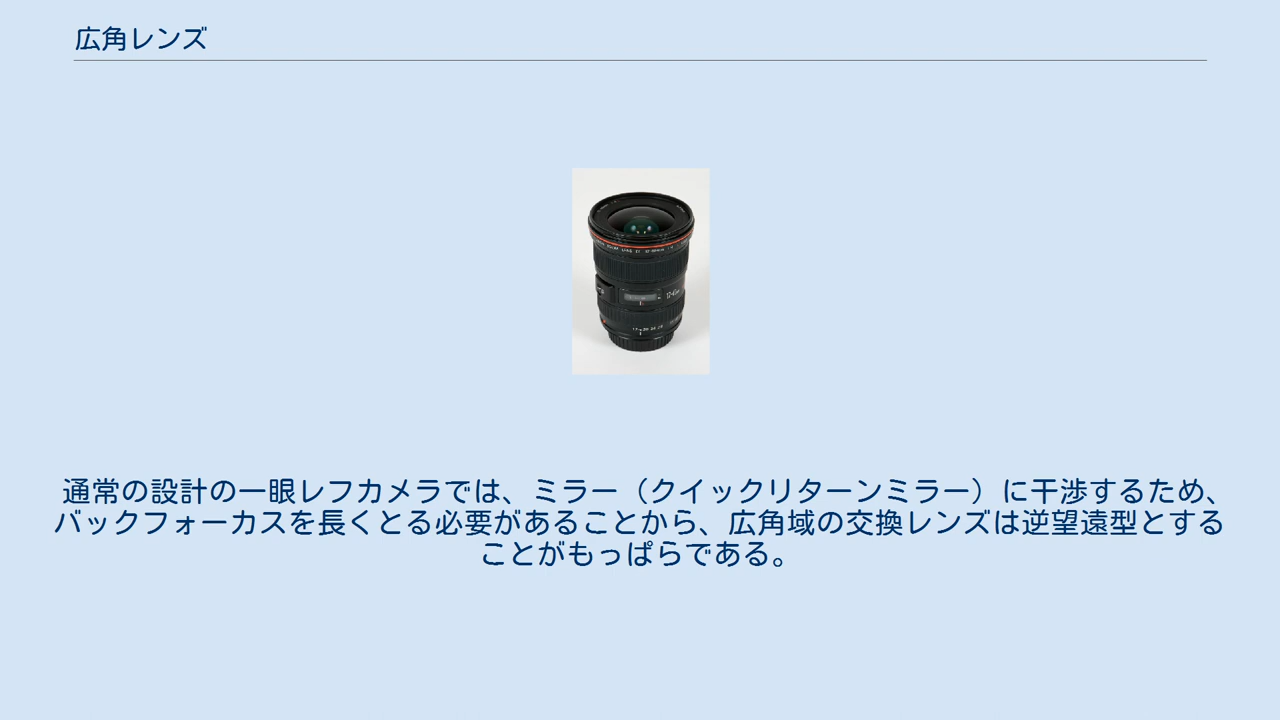 広角レンズ
17-40
通常の設計の一眼レフカメラでは、ミラー（クイックリターンミラー）に干渉するため、
バックフォーカスを長くとる必要があることから、広角域の交換レンズは逆望遠型とする
ことがもっぱらである。